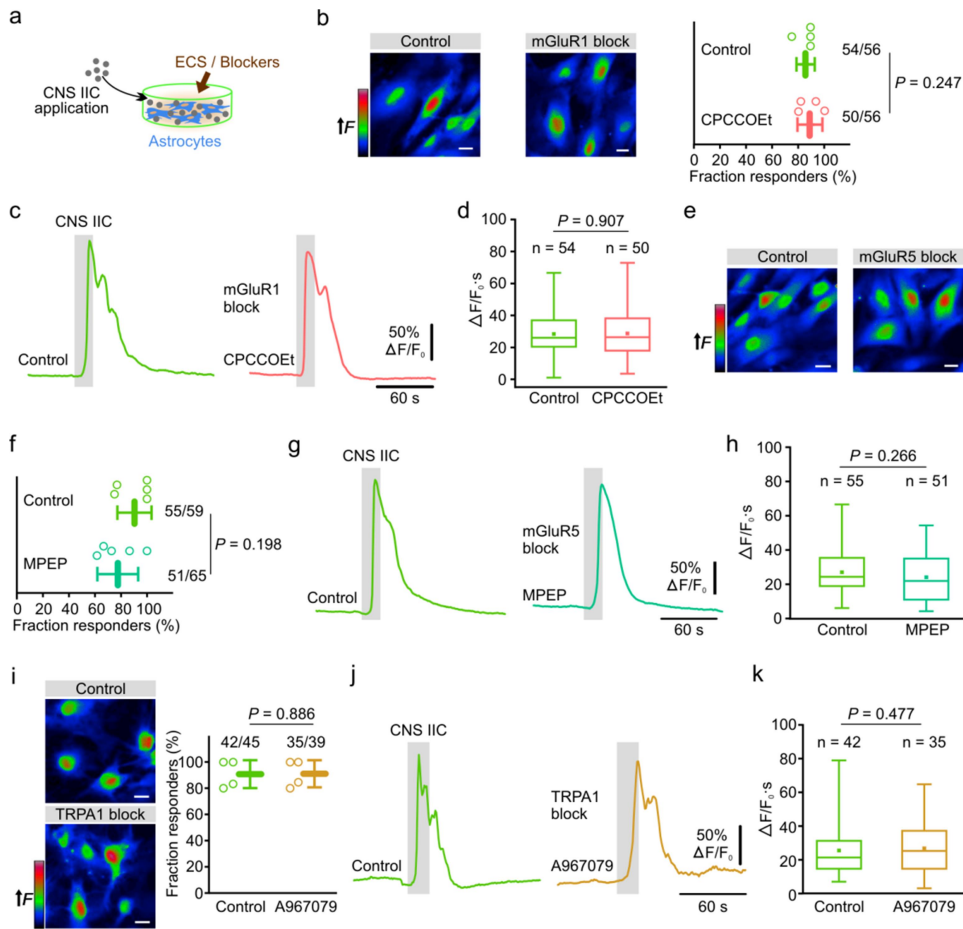 a
CNS IIC
application
ECS / Blockers
Astrocytes
b
Control
mGluR1 block
F
Control
54/56
P = 0.247
CPCCOEt
50/56
0 20 40 60 80 100
Fraction responders (%)
c
CNS IIC
Control
mGluR1
block
CPCCOEt
50%
ΔF/F₀
60 s
d
P = 0.907
n = 54
n = 50
ΔF/F₀·s
100
80
60
40
20
0
Control
CPCCOEt
e
Control
mGluR5 block
F
f
Control
55/59
P = 0.198
MPEP
51/65
0 20 40 60 80 100
Fraction responders (%)
g
CNS IIC
Control
mGluR5
block
MPEP
50%
ΔF/F₀
60 s
h
P = 0.266
n = 55
n = 51
ΔF/F₀·s
100
80
60
40
20
0
Control
MPEP
i
Control
TRPA1 block
F
P = 0.886
42/45
35/39
Fraction responders (%)
100
80
60
40
20
0
Control
A967079
j
CNS IIC
Control
TRPA1
block
A967079
50%
ΔF/F₀
60 s
k
P = 0.477
n = 42
n = 35
ΔF/F₀·s
100
80
60
40
20
0
Control
A967079